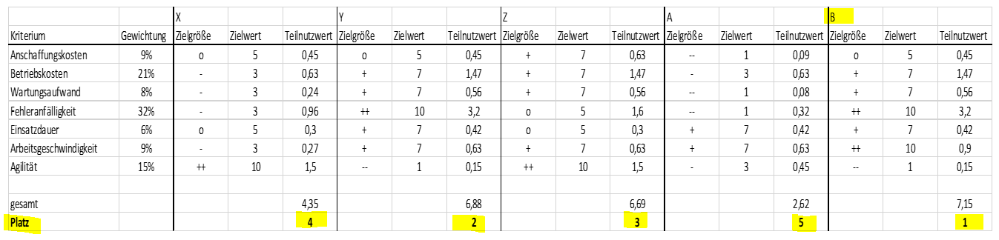 X Y Z A B
Kriterium Gewichtung Zielgröße Zielwert Teilnutzwert Zielgröße Zielwert Teilnutzwert Zielgröße Zielwert Teilnutzwert Zielgröße Zielwert Teilnutzwert Zielgröße Zielwert Teilnutzwert
Anschaffungskosten 9% o 5 0,45 o 5 0,45 + 7 0,63 -- 1 0,09 o 5 0,45
Betriebskosten 21% - 3 0,63 + 7 1,47 + 7 1,47 - 3 0,63 + 7 1,47
Wartungsaufwand 8% - 3 0,24 + 7 0,56 + 7 0,56 -- 1 0,08 + 7 0,56
Fehleranfälligkeit 32% - 3 0,96 ++ 10 3,2 o 5 1,6 -- 1 0,32 ++ 10 3,2
Einsatzdauer 6% o 5 0,3 + 7 0,42 o 5 0,3 + 7 0,42 + 7 0,42
Arbeitsgeschwindigkeit 9% - 3 0,27 + 7 0,63 + 7 0,63 + 7 0,63 ++ 10 0,9
Agilität 15% ++ 10 1,5 -- 1 0,15 ++ 10 1,5 - 3 0,45 -- 1 0,15
gesamt 4,35 6,88 6,69 2,62 7,15
Platz 4 2 3 5 1